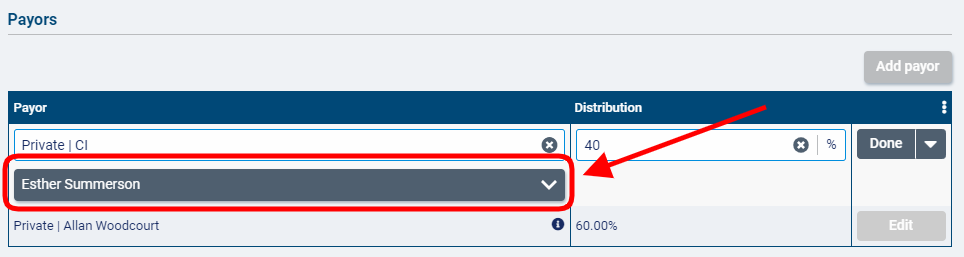 Payors
Add payor
Payor Distribution
Private | CI 40 % Done
Esther Summerson
Private | Allan Woodcourt 60.00% Edit